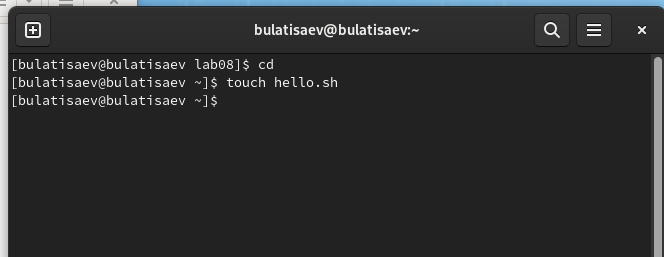 bulatisaev@bulatisaev:~
[bulatisaev@bulatisaev lab08]$ cd
[bulatisaev@bulatisaev ~]$ touch hello.sh
[bulatisaev@bulatisaev ~]$